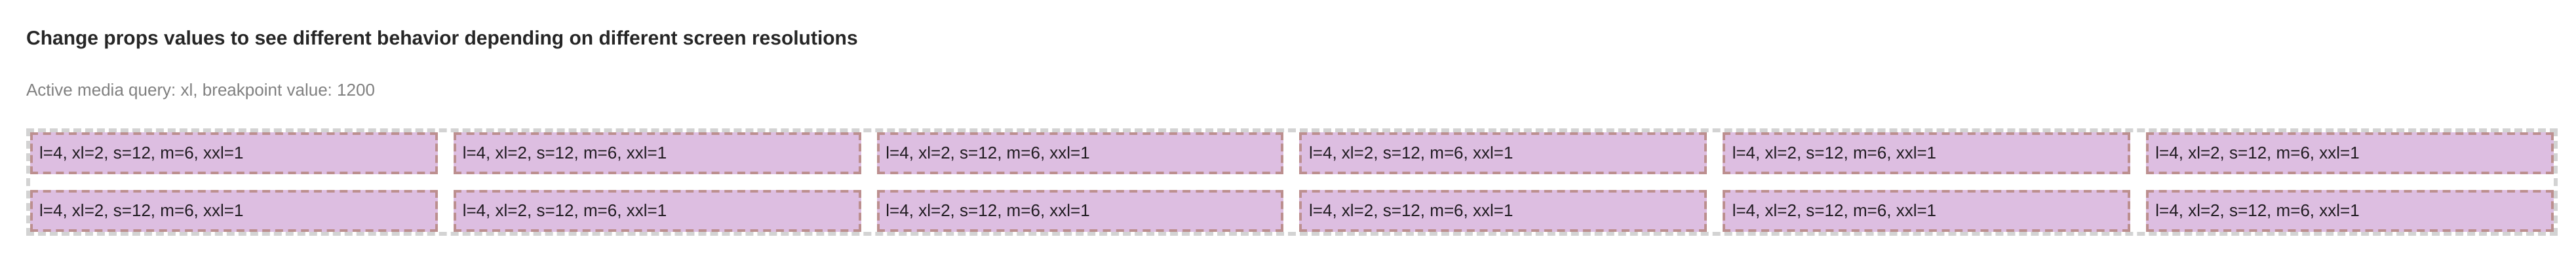 Change props values to see different behavior depending on different screen resolutions
Active media query: xl, breakpoint value: 1200
l=4, xl=2, s=12, m=6, xxl=1 l=4, xl=2, s=12, m=6, xxl=1 l=4, xl=2, s=12, m=6, xxl=1 l=4, xl=2, s=12, m=6, xxl=1 l=4, xl=2, s=12, m=6, xxl=1 l=4, xl=2, s=12, m=6, xxl=1
l=4, xl=2, s=12, m=6, xxl=1 l=4, xl=2, s=12, m=6, xxl=1 l=4, xl=2, s=12, m=6, xxl=1 l=4, xl=2, s=12, m=6, xxl=1 l=4, xl=2, s=12, m=6, xxl=1 l=4, xl=2, s=12, m=6, xxl=1